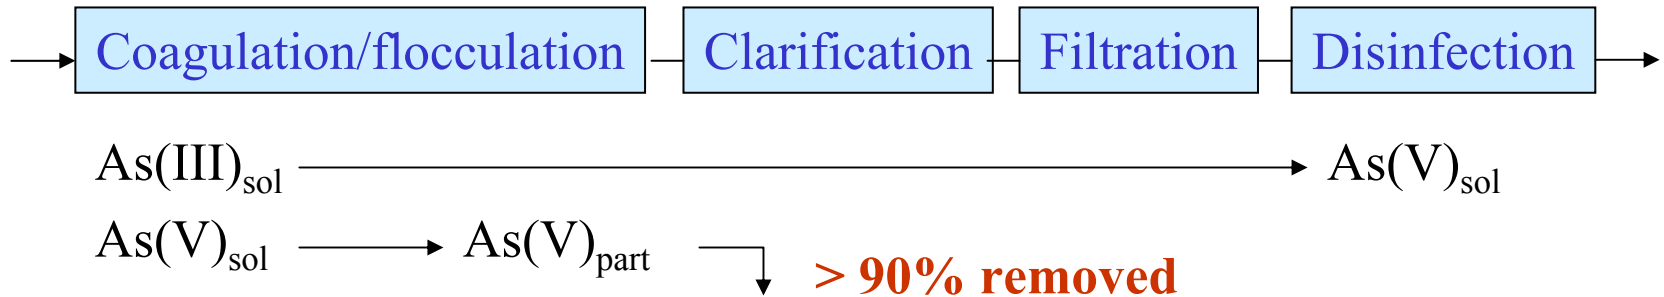 Coagulation/flocculation Clarification Filtration Disinfection
As(III)sol As(V)sol
As(V)sol As(V)part
> 90% removed